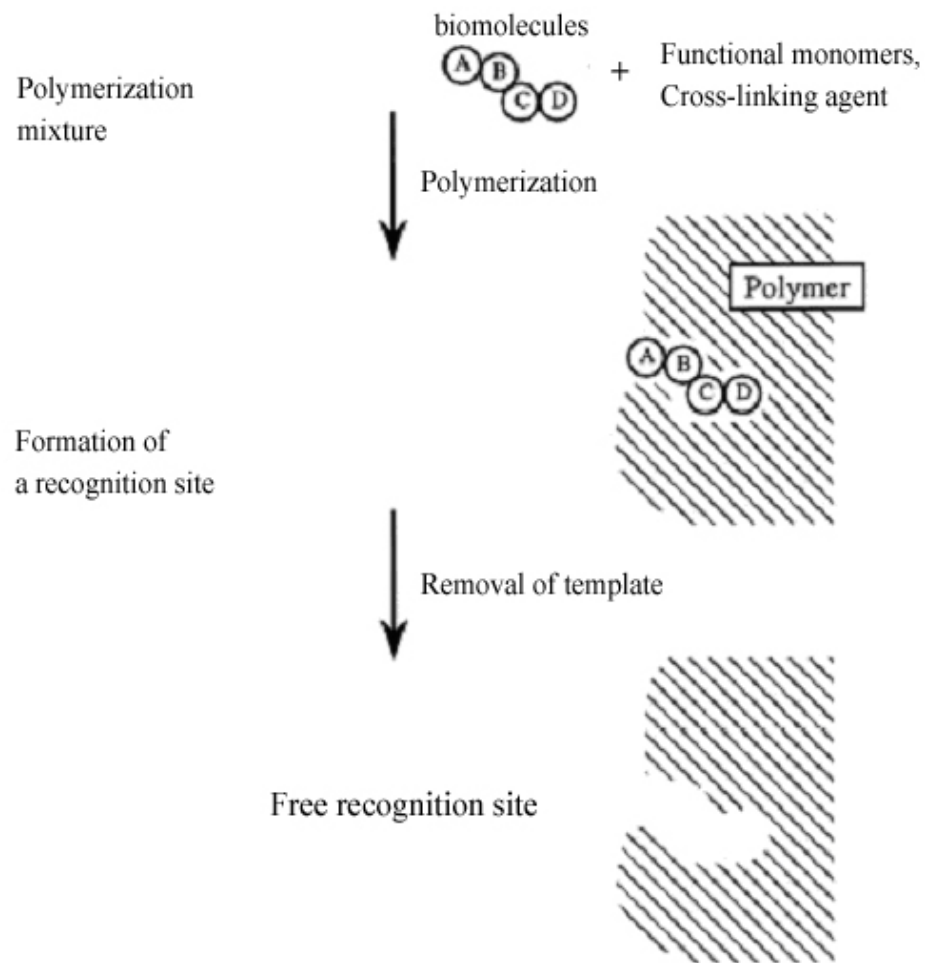 biomolecules
A B C D
+
Functional monomers,
Cross-linking agent
Polymerization
mixture
Polymerization
Polymer
A B C D
Formation of
a recognition site
Removal of template
Free recognition site